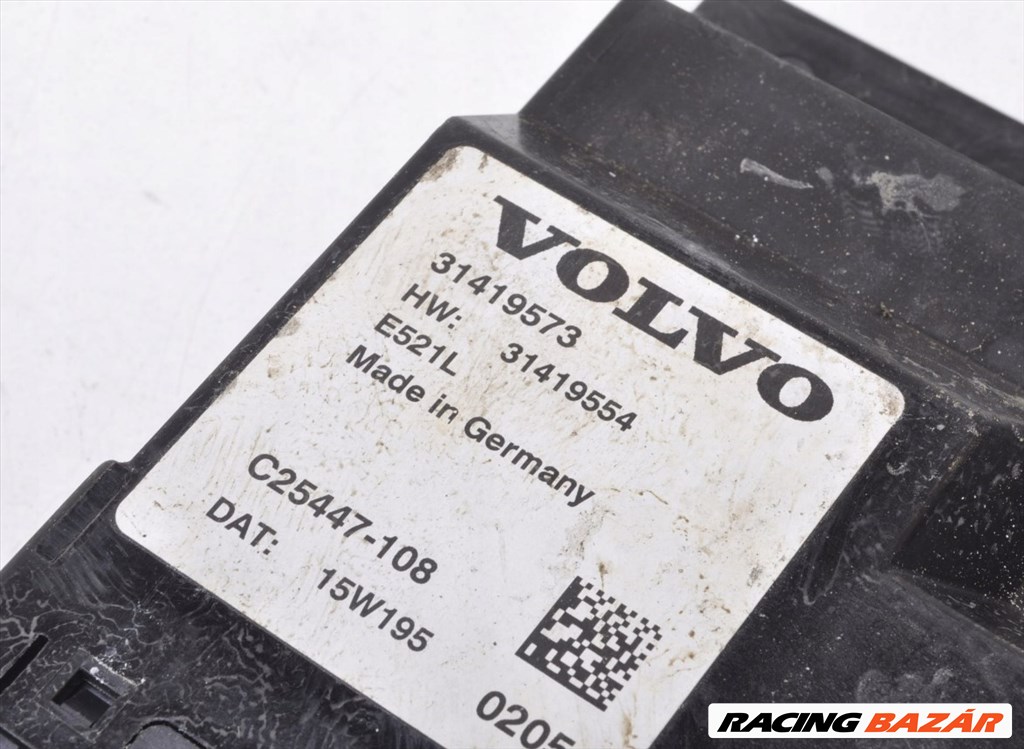 VOLVO
31419573
HW: 31419554
E521L
Made in Germany
C25447-108
DAT: 15W195
0205
RACING BAZÁR